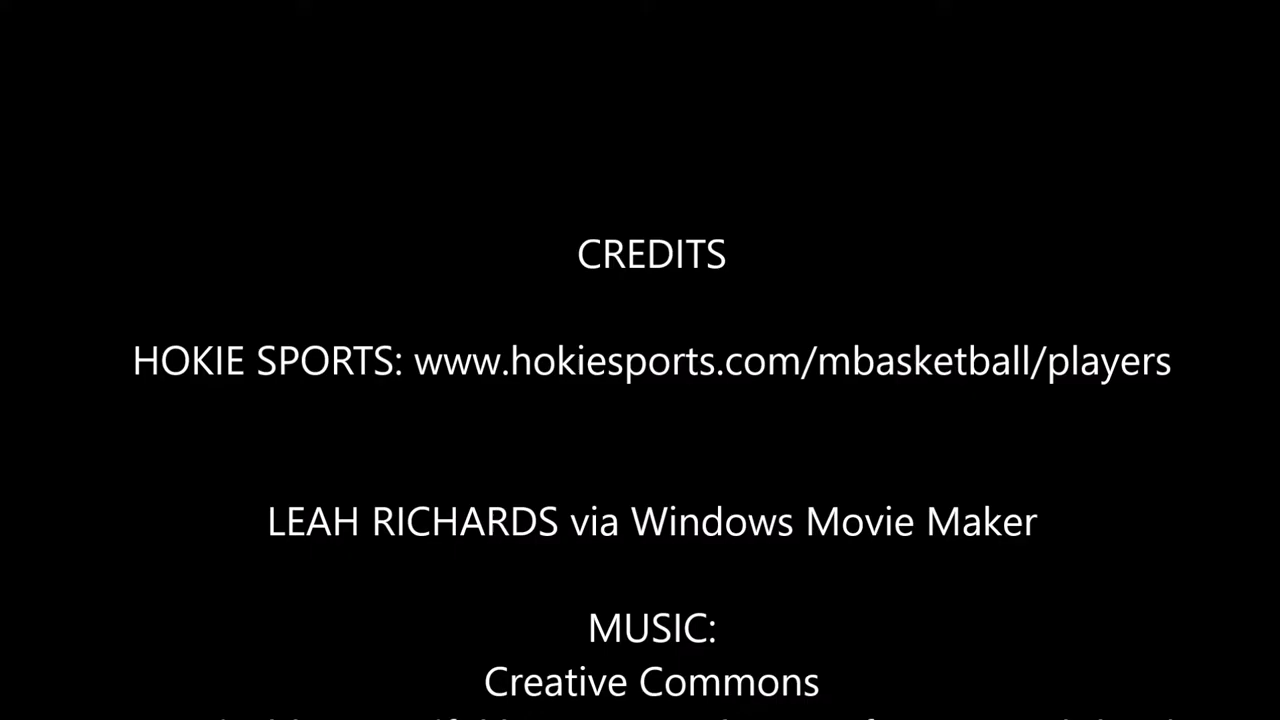 CREDITS
HOKIE SPORTS: www.hokiesports.com/mbasketball/players
LEAH RICHARDS via Windows Movie Maker
MUSIC:
Creative Commons